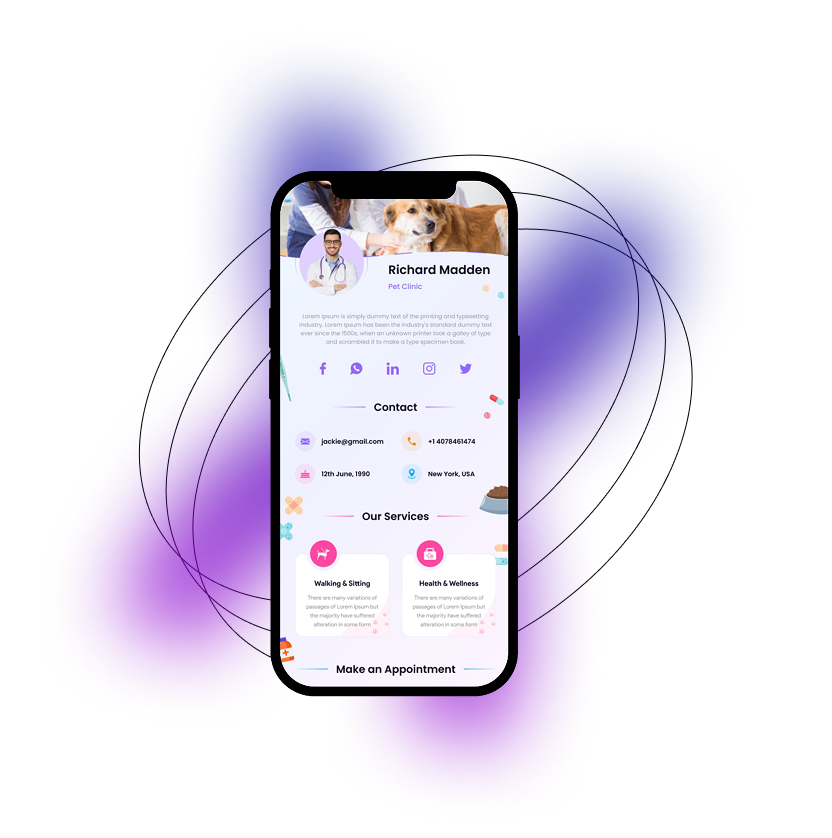 Richard Madden
Pet Clinic
Lorem Ipsum is simply dummy text of the printing and typesetting
industry. Lorem Ipsum has been the industry's standard dummy text
ever since the 1500s, when an unknown printer took a galley of type
and scrambled it to make a type specimen book.
Contact
jackie@gmail.com
+1 4078461474
12th June, 1990
New York, USA
Our Services
Walking & Sitting
There are many variations of
passages of Lorem Ipsum but
the majority have suffered
alteration in some form
Health & Wellness
There are many variations of
passages of Lorem Ipsum but
the majority have suffered
alteration in some form
Make an Appointment